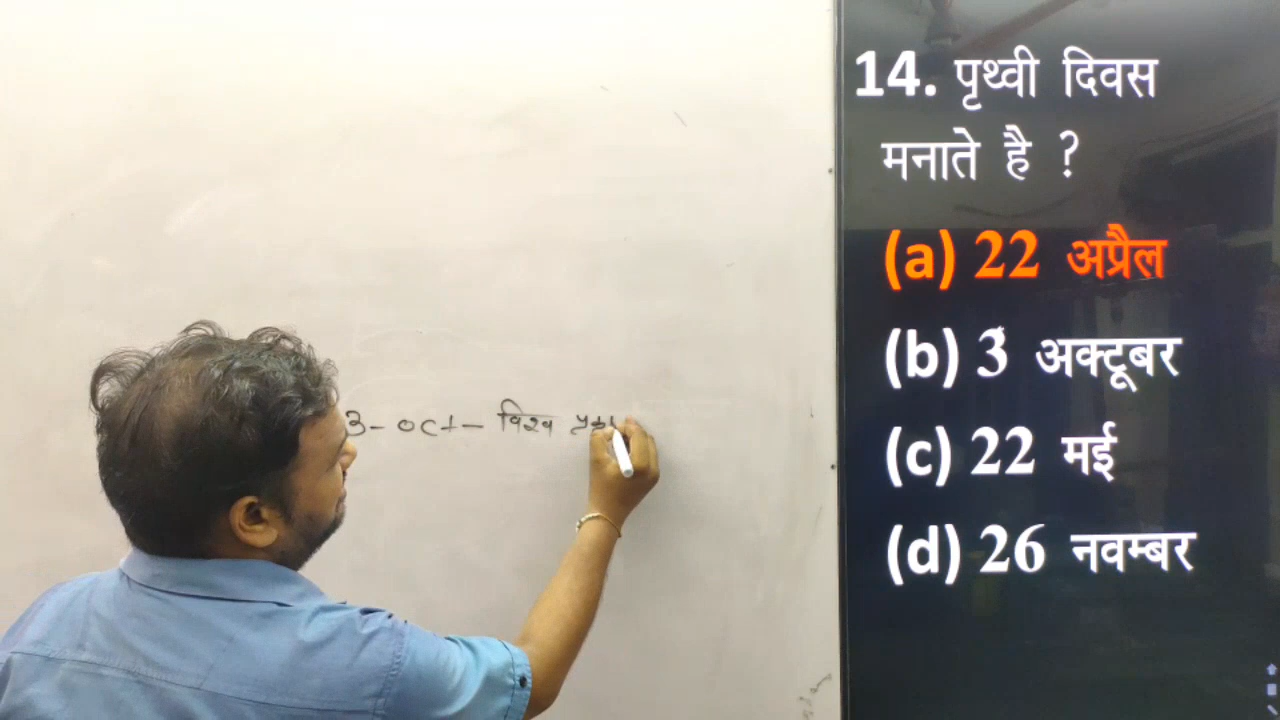 3- oct- विश्व
14. पृथ्वी दिवस
मनाते है ?
(a) 22 अप्रैल
(b) 3 अक्टूबर
(c) 22 मई
(d) 26 नवम्बर